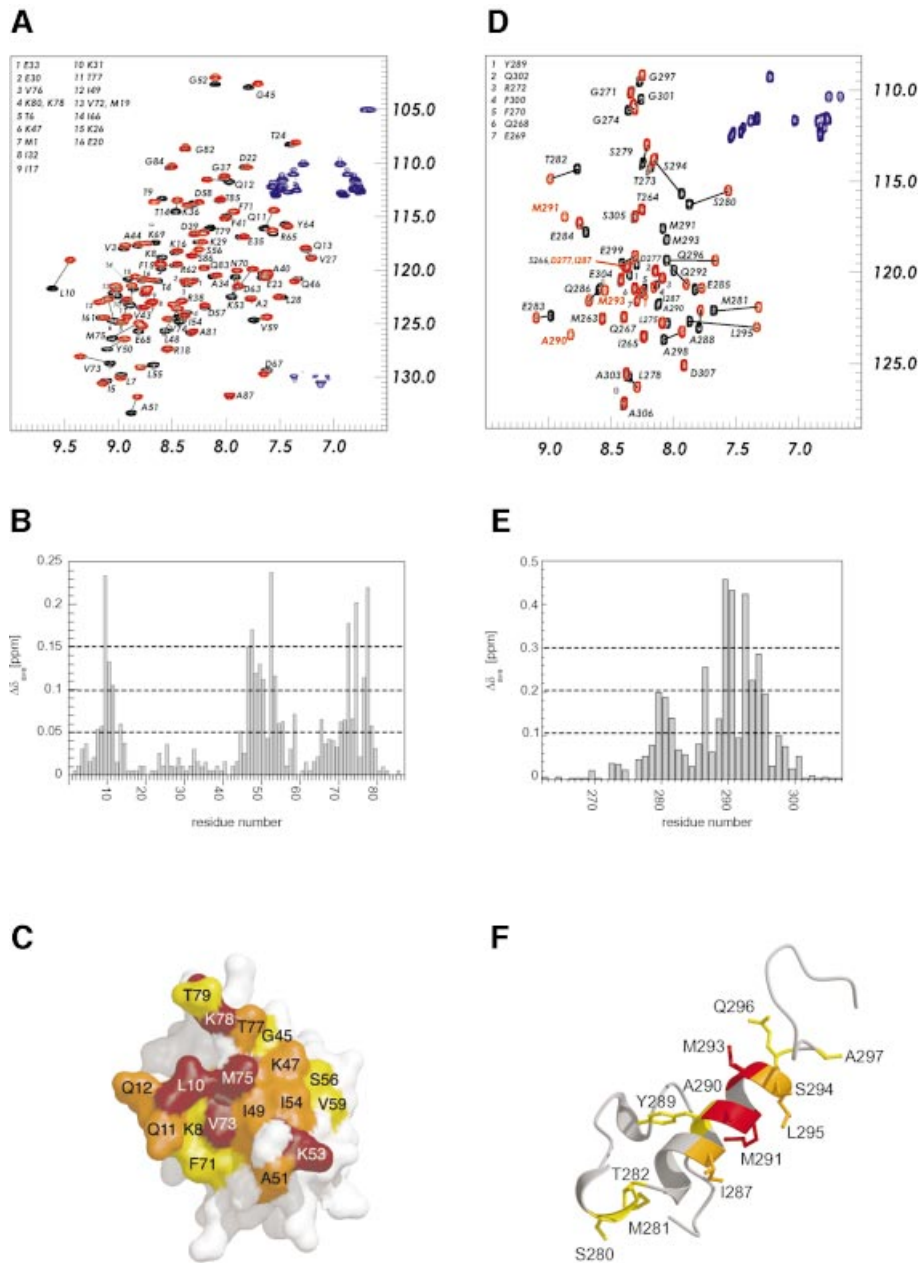 A
1 E33 10 K31
2 E30 11 T77
3 V76 12 I49
4 K80, K78 13 V72, M19
5 T6 14 I66
6 K47 15 K26
7 M1 16 E20
8 I32
9 I17
G52
G45
T24
G82
G84
G37
D22
Q12
T9
D58
T85
T14
K36
F71
Q11
Y64
D29
T79
F41
R65
A44
K69
K16
K29
E35
Q13
V3
S56
K8
S86
V27
F15
R62
Q83
N70
A40
L10
T4
A34
D63
E23
Q46
R38
K53
A2
L28
I61
V43
D57
V59
M75
E68
L48
I54
A81
Y50
R18
V73
L55
D67
I5
L7
A51
A87
105.0
110.0
115.0
120.0
125.0
130.0
9.5
9.0
8.5
8.0
7.5
7.0
D
1 Y289
2 Q302
3 R272
4 F300
5 F270
6 Q268
7 E269
G297
G271
G301
G274
S279
T282
T273
S294
T264
S280
M291
S305
M291
E284
M293
E299
D277
Q296
S266, D277, I287
E304
Q292
Q286
M293
I287
E285
A290
E283
M263
L275
M281
Q267
A288
L295
A290
I265
A298
A303
L278
D307
A306
110.0
115.0
120.0
125.0
9.0
8.5
8.0
7.5
7.0
B
0.25
0.2
0.15
0.1
0.05
0
10
20
30
40
50
60
70
80
residue number
E
0.5
0.4
0.3
0.2
0.1
0
270
280
290
300
residue number
C
T79
K78
T77
G45
K47
M75
L10
Q12
S56
I49
I54
V59
V73
Q11
K8
K53
F71
A51
F
Q296
M293
A297
A290
S294
Y289
L295
M291
T282
I287
M281
S280